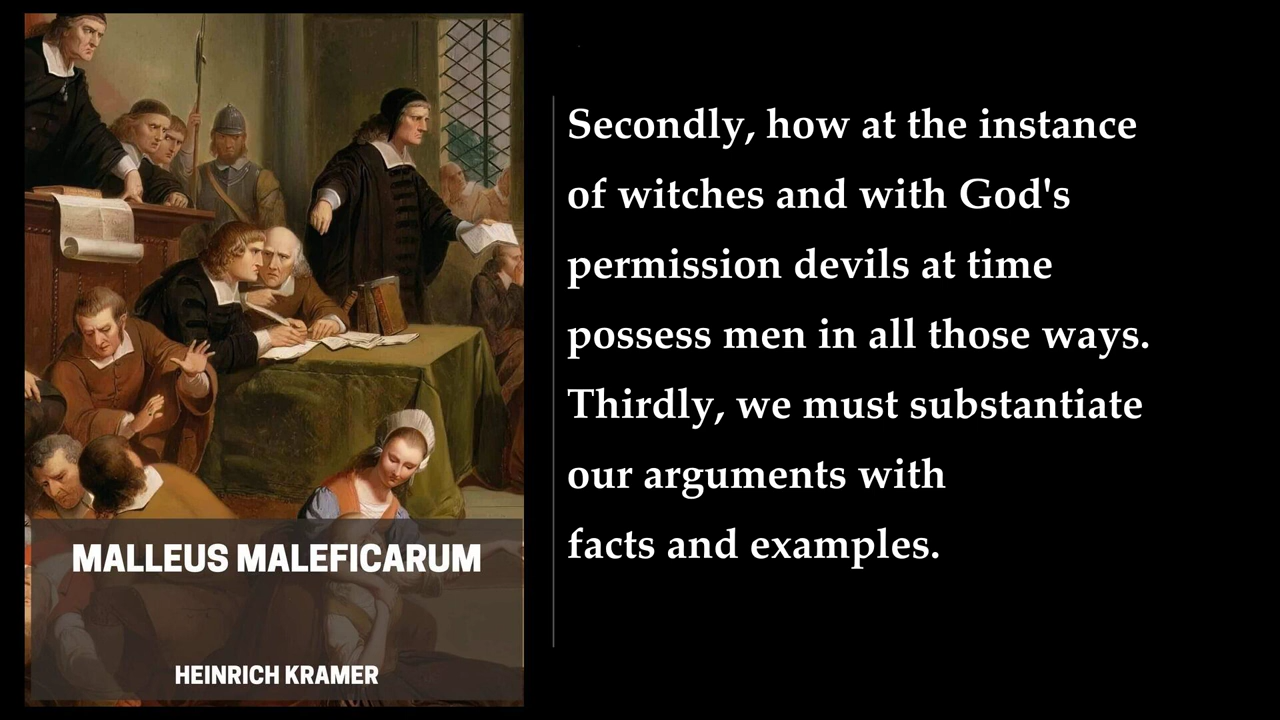 MALLEUS MALEFICARUM
HEINRICH KRAMER
Secondly, how at the instance
of witches and with God's
permission devils at time
possess men in all those ways.
Thirdly, we must substantiate
our arguments with
facts and examples.